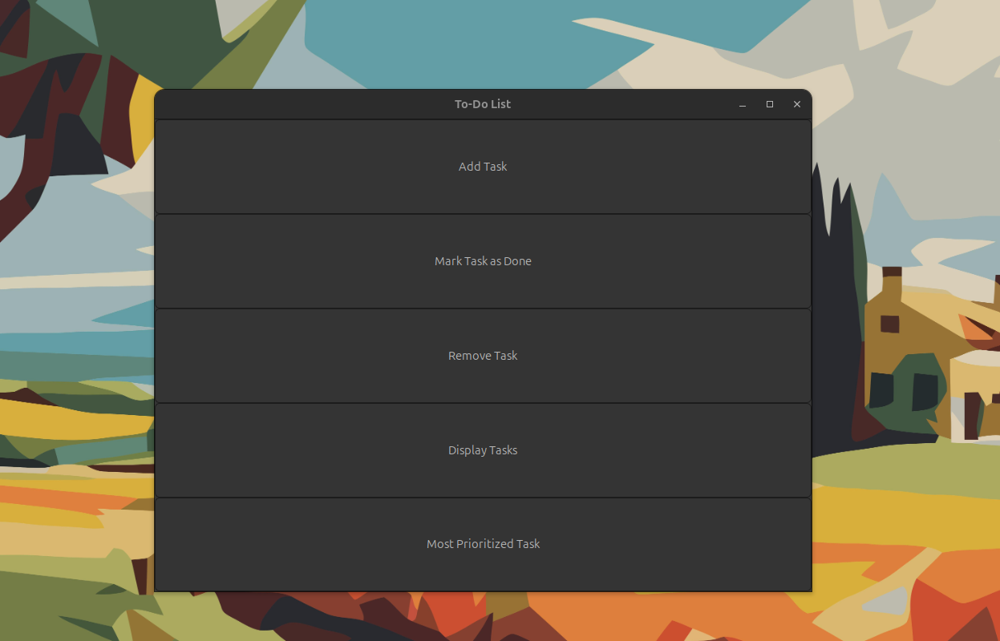 To-Do List
Add Task
Mark Task as Done
Remove Task
Display Tasks
Most Prioritized Task